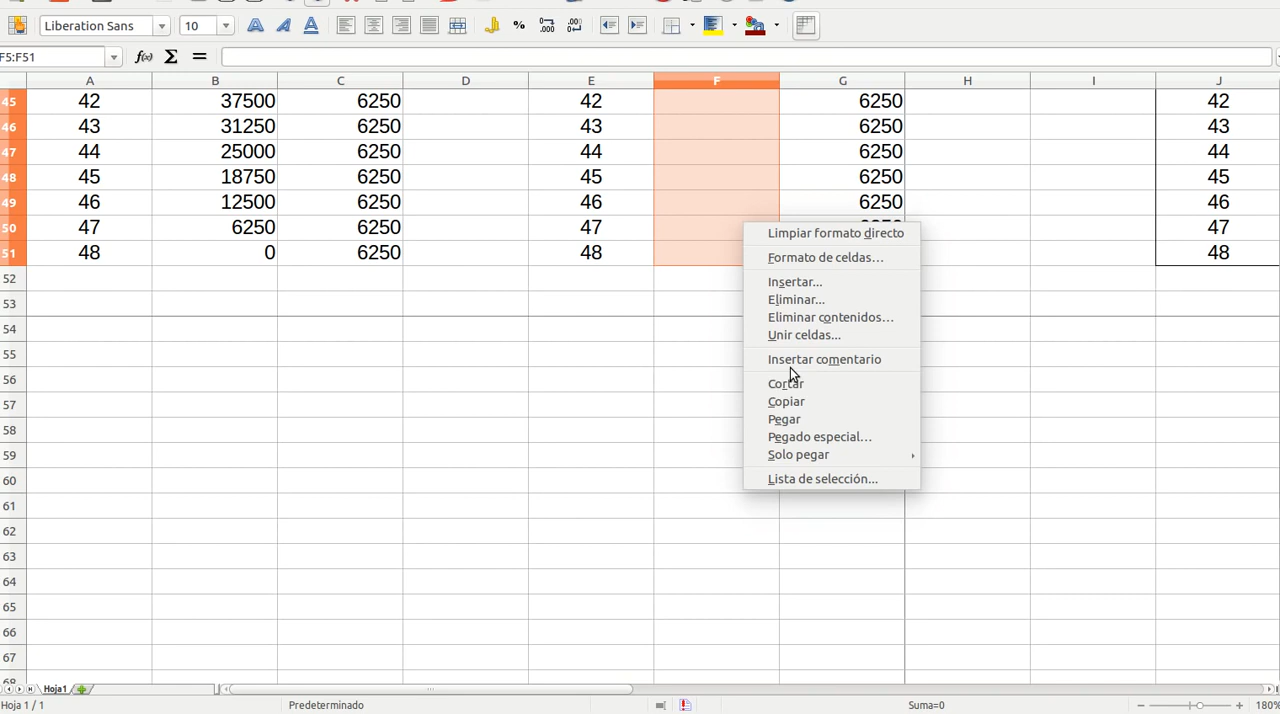 Liberation Sans 10
F5:F51
A B C D E F G H I J
45 42 37500 6250 42 6250 42
46 43 31250 6250 43 6250 43
47 44 25000 6250 44 6250 44
48 45 18750 6250 45 6250 45
49 46 12500 6250 46 6250 46
50 47 6250 6250 47 47
51 48 0 6250 48 48
Limpiar formato directo
Formato de celdas...
Insertar...
Eliminar...
Eliminar contenidos...
Unir celdas...
Insertar comentario
Cortar
Copiar
Pegar
Pegado especial...
Solo pegar
Lista de selección...
52
53
54
55
56
57
58
59
60
61
62
63
64
65
66
67
68
Hoja1
Hoja 1 / 1 Predeterminado Suma=0 180%